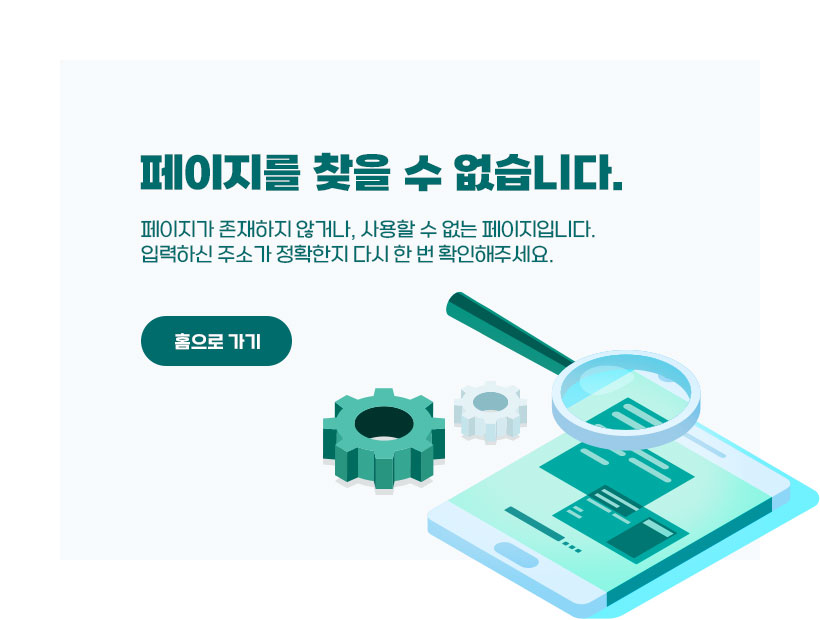 페이지를 찾을 수 없습니다.
페이지가 존재하지 않거나, 사용할 수 없는 페이지입니다.
입력하신 주소가 정확한지 다시 한 번 확인해주세요.
홈으로 가기